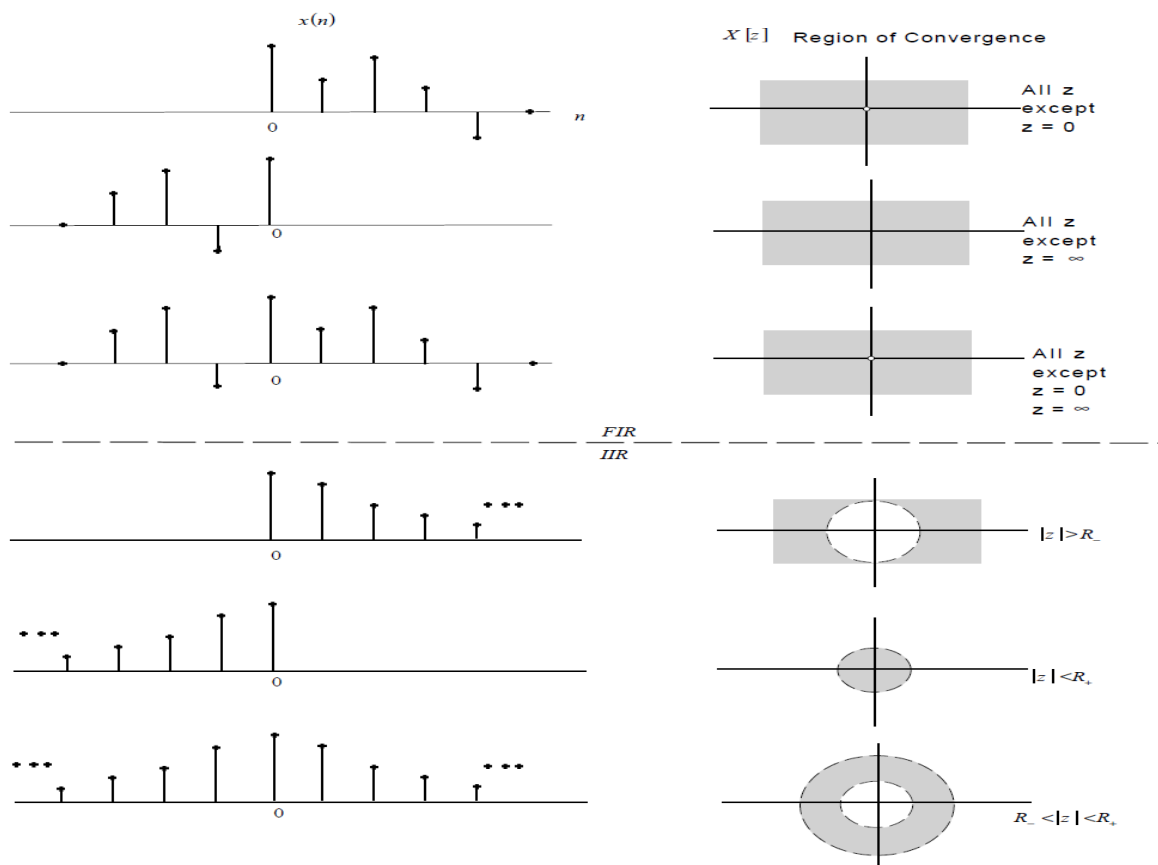 x(n)
X[z] Region of Convergence
n
0
All z
except
z = 0
0
All z
except
z = ∞
0
All z
except
z = 0
z = ∞
FIR
IIR
0
|z|>R₋
0
|z|<R₊
0
R₋<|z|<R₊